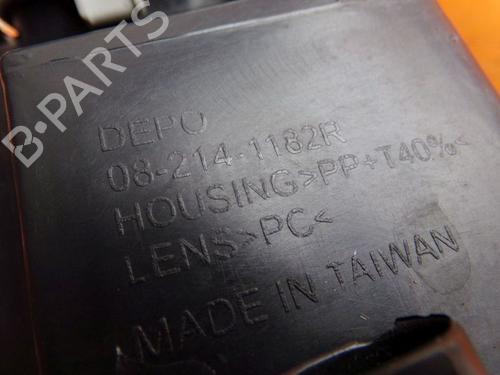 DEPO
08-214-1182R
HOUSING>PP+T40%<
LENS>PC<
MADE IN TAIWAN
B-PARTS